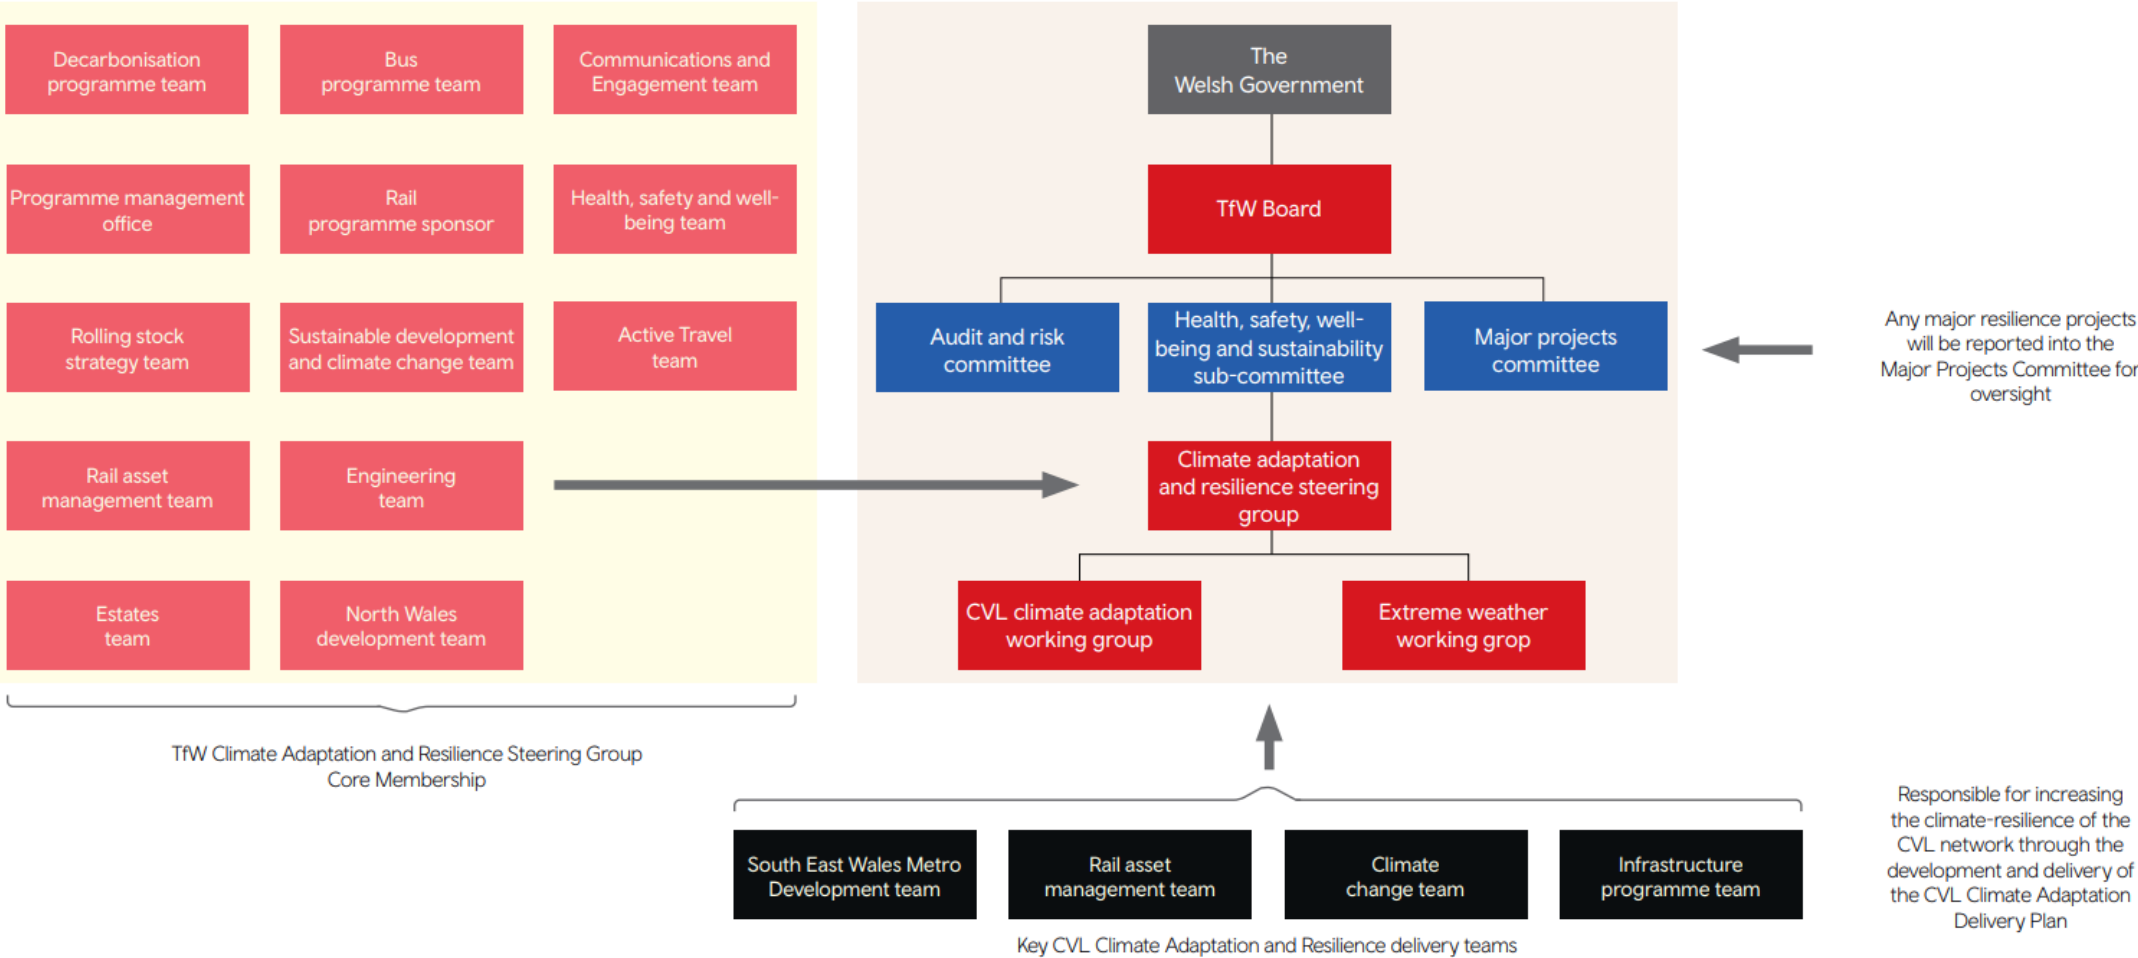 Decarbonisation
programme team
Bus
programme team
Communications and
Engagement team
Programme management
office
Rail
programme sponsor
Health, safety and well-
being team
Rolling stock
strategy team
Sustainable development
and climate change team
Active Travel
team
Rail asset
management team
Engineering
team
Estates
team
North Wales
development team
TfW Climate Adaptation and Resilience Steering Group
Core Membership
The
Welsh Government
TfW Board
Audit and risk
committee
Health, safety, well-
being and sustainability
sub-committee
Major projects
committee
Climate adaptation
and resilience steering
group
CVL climate adaptation
working group
Extreme weather
working grop
Any major resilience projects
will be reported into the
Major Projects Committee for
oversight
South East Wales Metro
Development team
Rail asset
management team
Climate
change team
Infrastructure
programme team
Key CVL Climate Adaptation and Resilience delivery teams
Responsible for increasing
the climate-resilience of the
CVL network through the
development and delivery of
the CVL Climate Adaptation
Delivery Plan